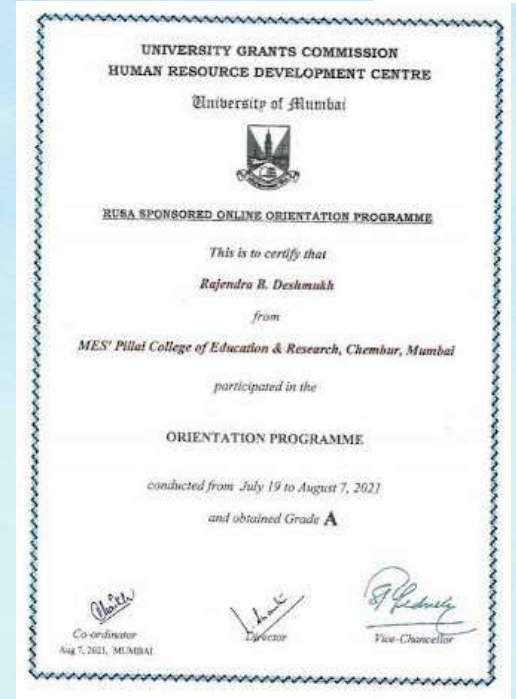 UNIVERSITY GRANTS COMMISSION
HUMAN RESOURCE DEVELOPMENT CENTRE
University of Mumbai
RUSA SPONSORED ONLINE ORIENTATION PROGRAMME
This is to certify that
Rajendra B. Deshmukh
from
MES' Pillai College of Education & Research, Chembur, Mumbai
participated in the
ORIENTATION PROGRAMME
conducted from July 19 to August 7, 2021
and obtained Grade A
Co-ordinator
Director
Vice-Chancellor
Aug 7, 2021, MUMBAI